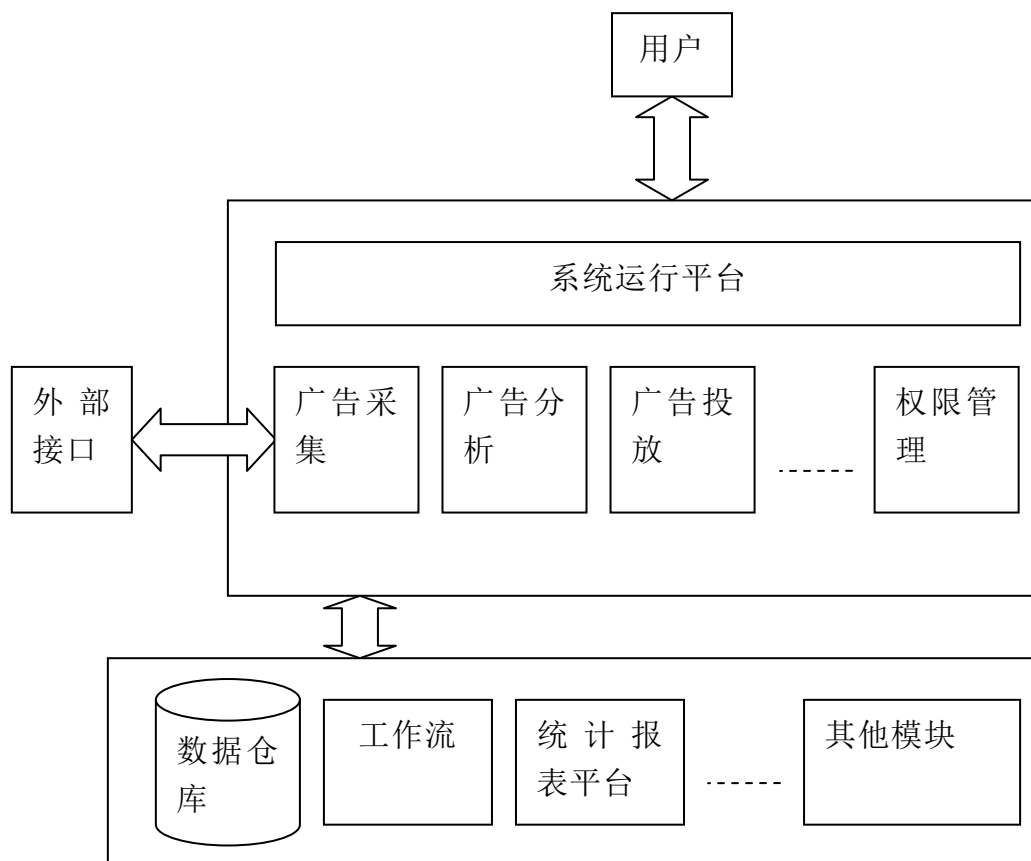 用户
系统运行平台
外部
接口
广告采
集
广告分
析
广告投
放
权限管
理
数据仓
库
工作流
统计报
表平台
其他模块